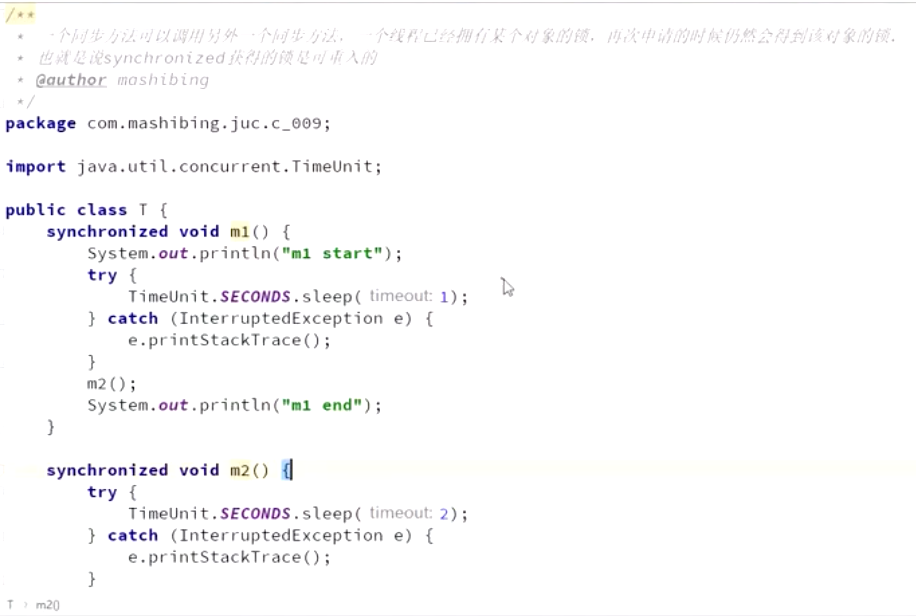 /**
 * 一个同步方法可以调用另外一个同步方法，一个线程已经拥有某个对象的锁，再次申请的时候仍然会得到该对象的锁.
 * 也就是说synchronized获得的锁是可重入的
 * @author mashibing
 */
package com.mashibing.juc.c_009;
import java.util.concurrent.TimeUnit;
public class T {
    synchronized void m1() {
        System.out.println("m1 start");
        try {
            TimeUnit.SECONDS.sleep( timeout: 1);
        } catch (InterruptedException e) {
            e.printStackTrace();
        }
        m2();
        System.out.println("m1 end");
    }
    synchronized void m2() {
        try {
            TimeUnit.SECONDS.sleep( timeout: 2);
        } catch (InterruptedException e) {
            e.printStackTrace();
        }
T › m2()